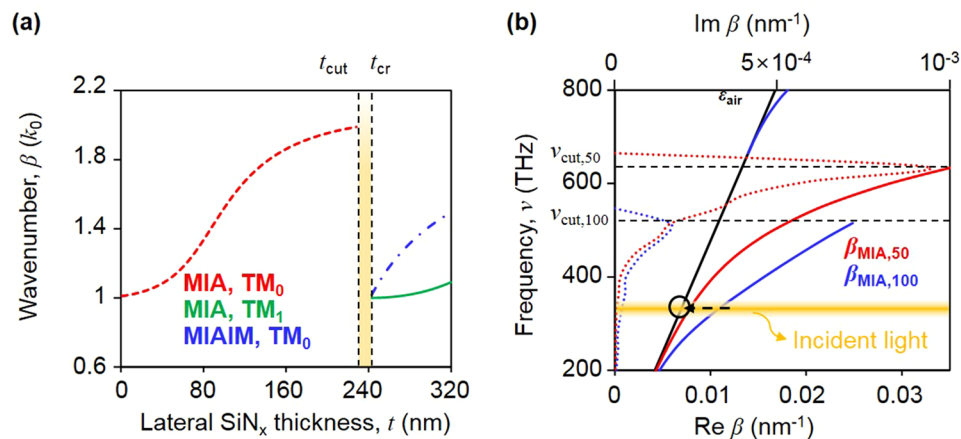 (a)
t_cut
t_cr
2.2
1.8
1.4
1
0.6
Wavenumber, β (k₀)
MIA, TM₀
MIA, TM₁
MIAIM, TM₀
0
80
160
240
320
Lateral SiNₓ thickness, t (nm)
(b)
Im β (nm⁻¹)
0
5×10⁻⁴
10⁻³
800
600
400
200
Frequency, ν (THz)
ε_air
ν_cut,50
ν_cut,100
β_MIA,50
β_MIA,100
Incident light
0
0.01
0.02
0.03
Re β (nm⁻¹)